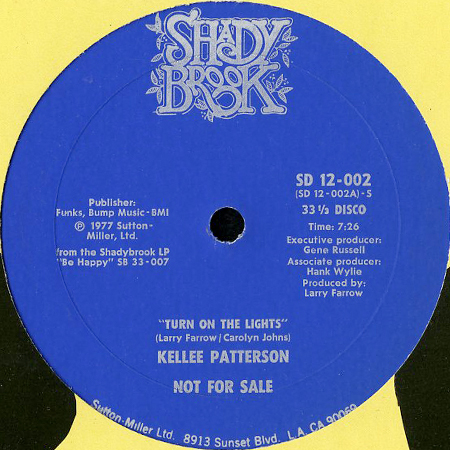 SHADY
BROOK
SD 12-002
(SD 12-002A)-S
33 1/3 DISCO
Time: 7:26
Executive producer:
Gene Russell
Associate producer:
Hank Wylie
Produced by:
Larry Farrow
Publisher:
Funks, Bump Music-BMI
Ⓟ 1977 Sutton-
Miller, Ltd.
from the Shadybrook LP
"Be Happy" SB 33-007
"TURN ON THE LIGHTS"
(Larry Farrow/Carolyn Johns)
KELLEE PATTERSON
NOT FOR SALE
Sutton-Miller Ltd. 8913 Sunset Blvd. L.A. CA 90069